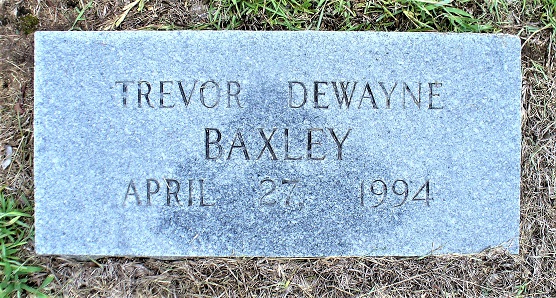 TREVOR DEWAYNE
BAXLEY
APRIL 27, 1994